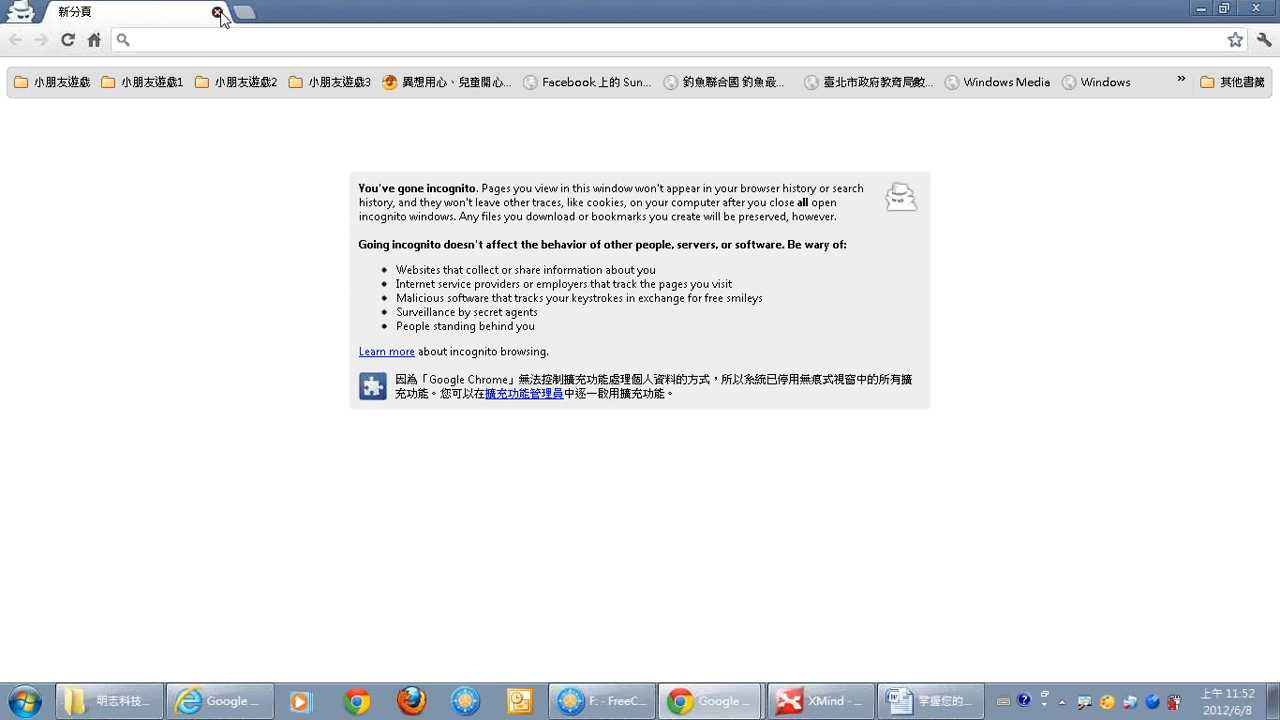 新分頁
小朋友遊戲 小朋友遊戲1 小朋友遊戲2 小朋友遊戲3 異想用心、兒童開心... Facebook 上的 Sun... 釣魚聯合國 釣魚最... 臺北市政府教育局數... Windows Media Windows » 其他書籤
You've gone incognito. Pages you view in this window won't appear in your browser history or search
history, and they won't leave other traces, like cookies, on your computer after you close all open
incognito windows. Any files you download or bookmarks you create will be preserved, however.
Going incognito doesn't affect the behavior of other people, servers, or software. Be wary of:
• Websites that collect or share information about you
• Internet service providers or employers that track the pages you visit
• Malicious software that tracks your keystrokes in exchange for free smileys
• Surveillance by secret agents
• People standing behind you
Learn more about incognito browsing.
因為「Google Chrome」無法控制擴充功能處理個人資料的方式，所以系統已停用無痕式視窗中的所有擴
充功能。您可以在擴充功能管理員中逐一啟用擴充功能。
明志科技... Google ... F: - FreeC... Google ... XMind - ... 掌握您的... 上午 11:52
2012/6/8